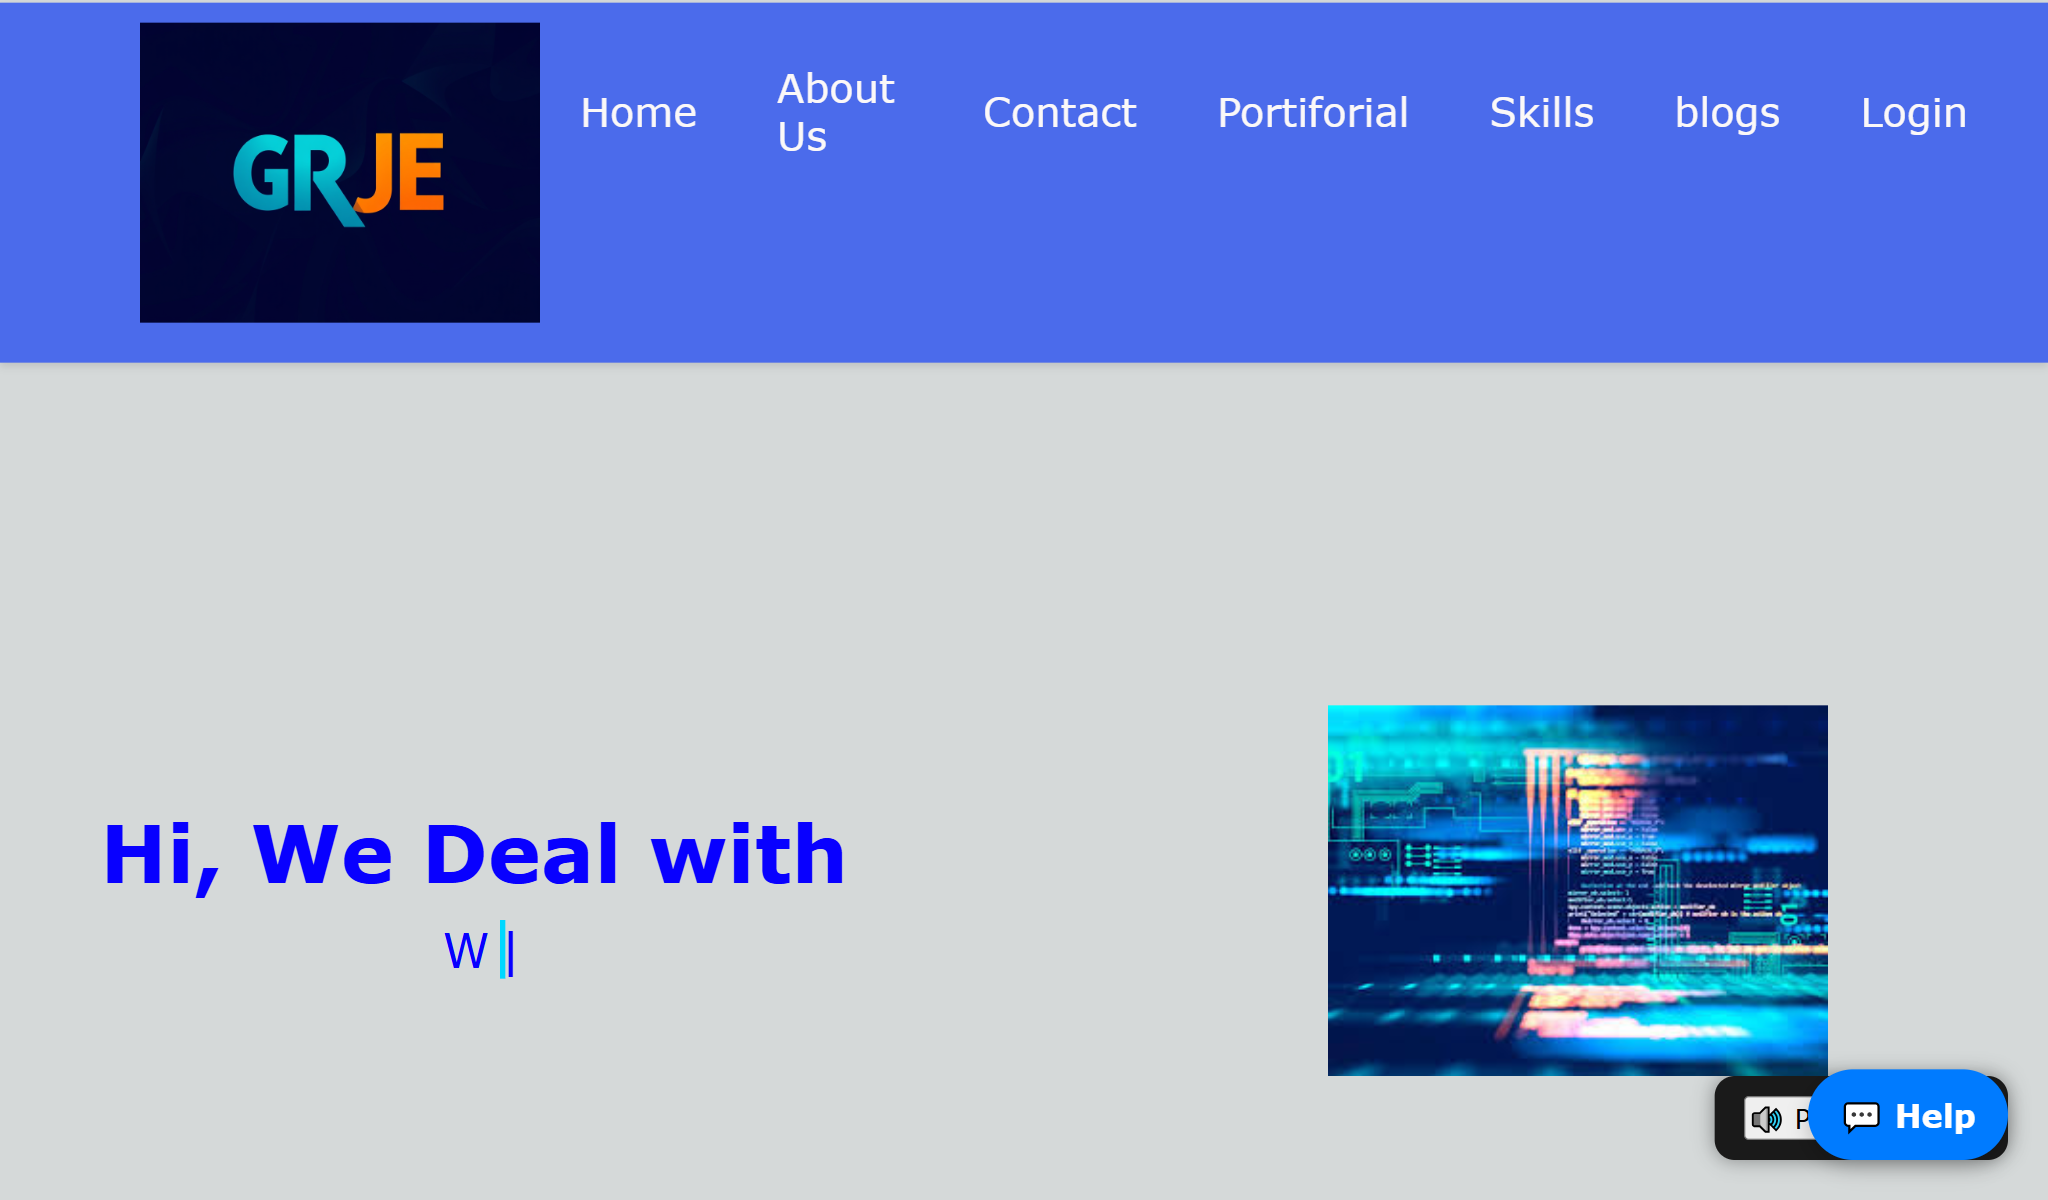 GRJE
Home
About
Us
Contact
Portiforial
Skills
blogs
Login
Hi, We Deal with
W
P
Help